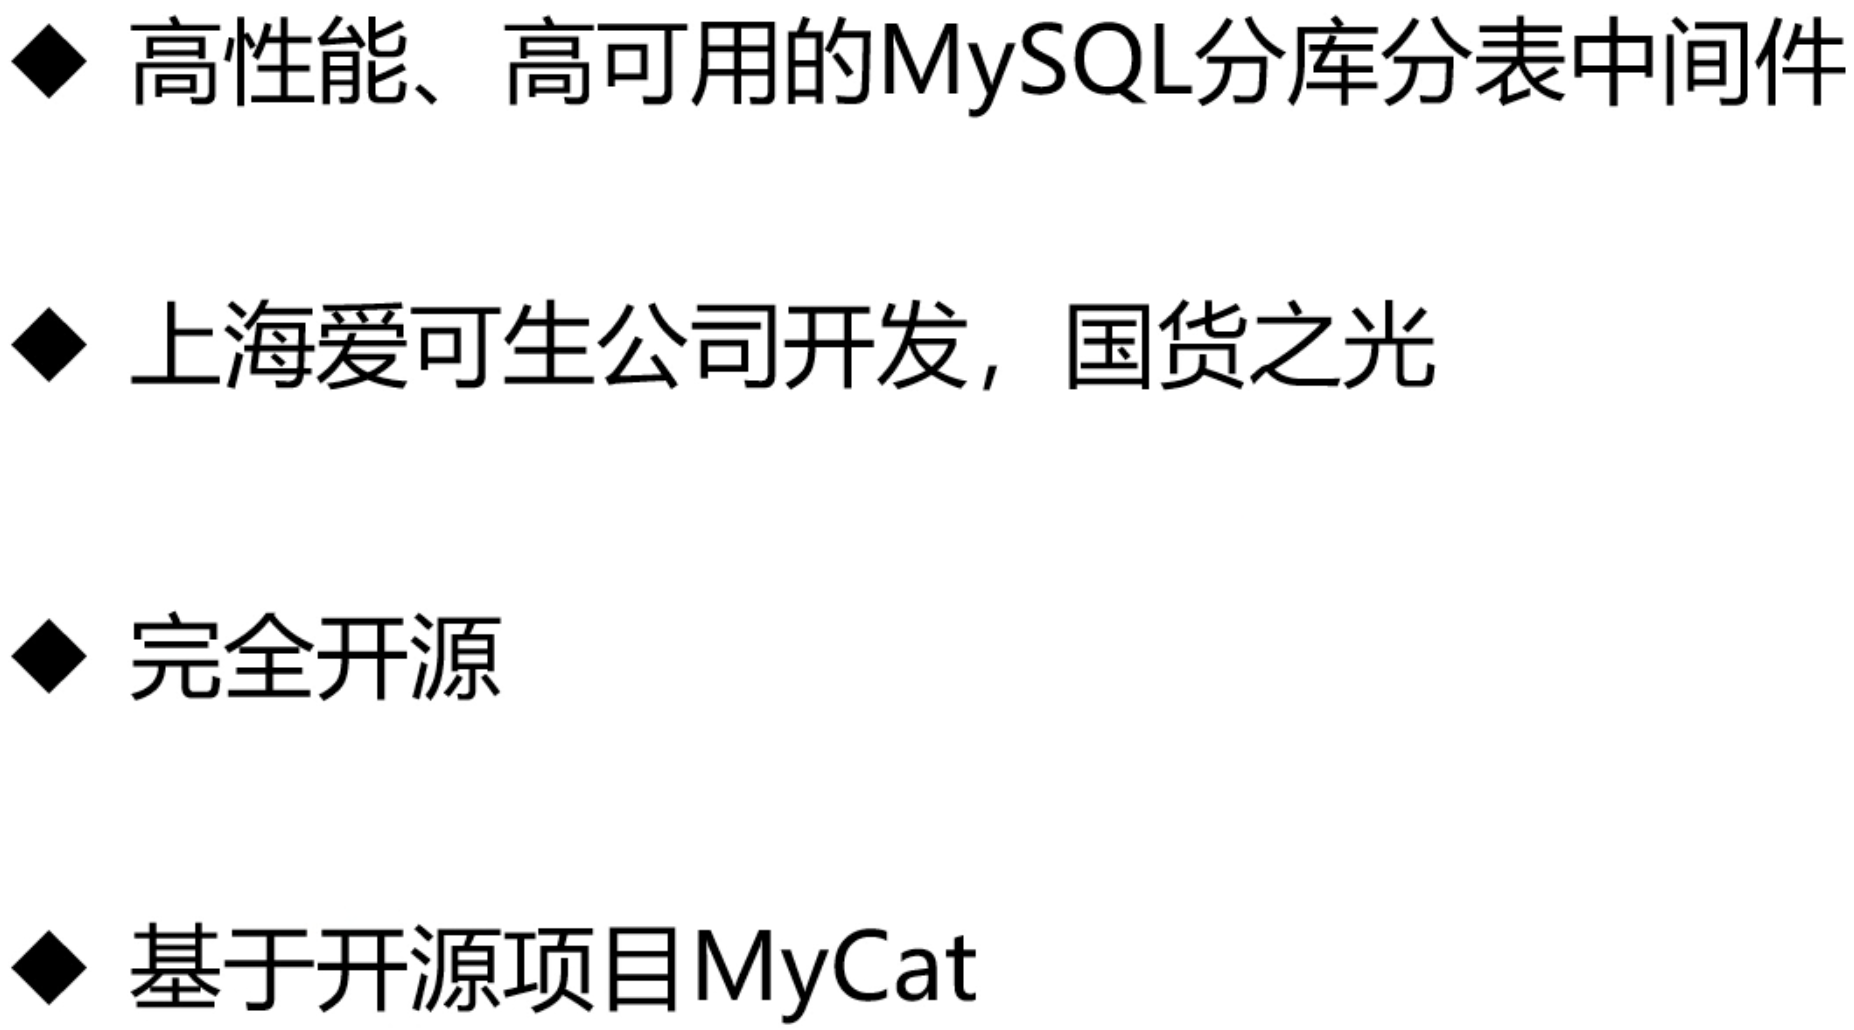 ◆ 高性能、高可用的MySQL分库分表中间件
◆ 上海爱可生公司开发，国货之光
◆ 完全开源
◆ 基于开源项目MyCat